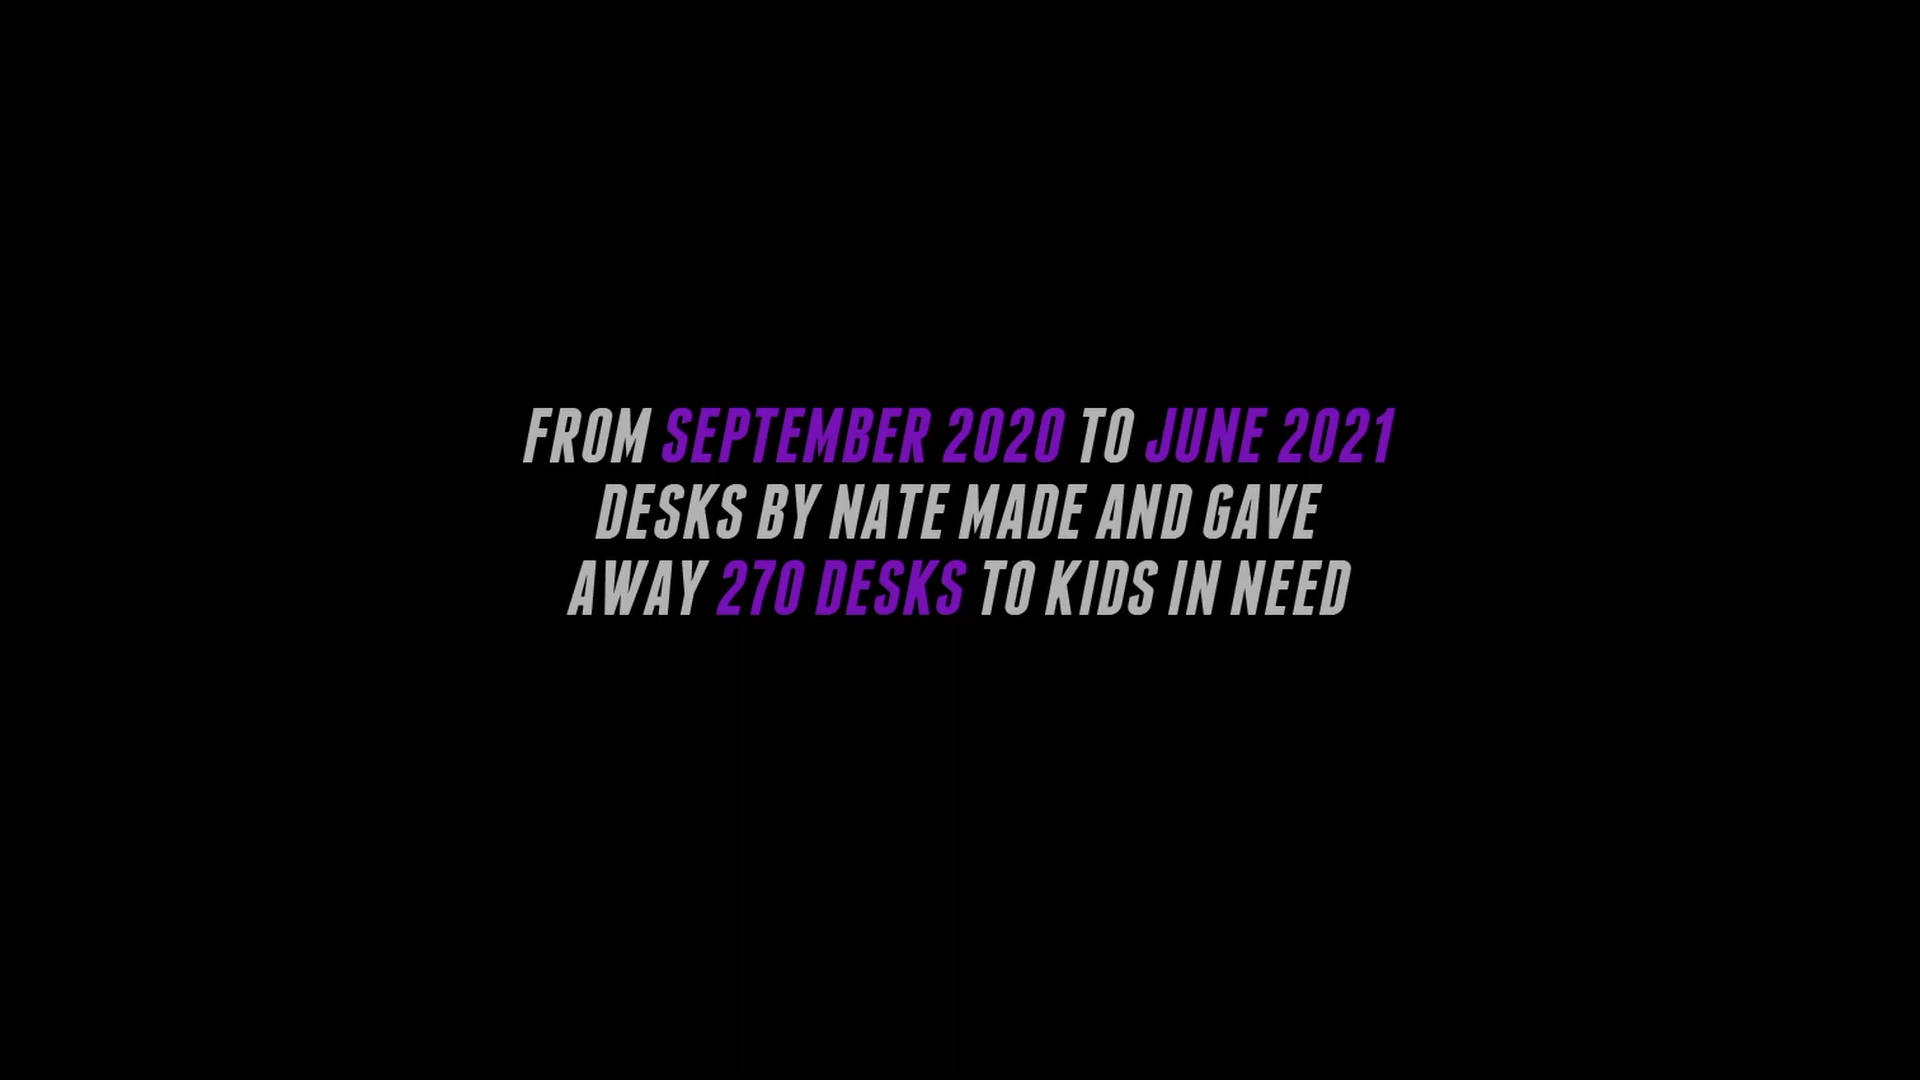 FROM SEPTEMBER 2020 TO JUNE 2021
DESKS BY NATE MADE AND GAVE
AWAY 270 DESKS TO KIDS IN NEED